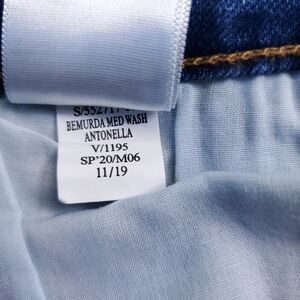 BEMURDA MED WASH
ANTONELLA
V/1195
SP'20/M06
11/19